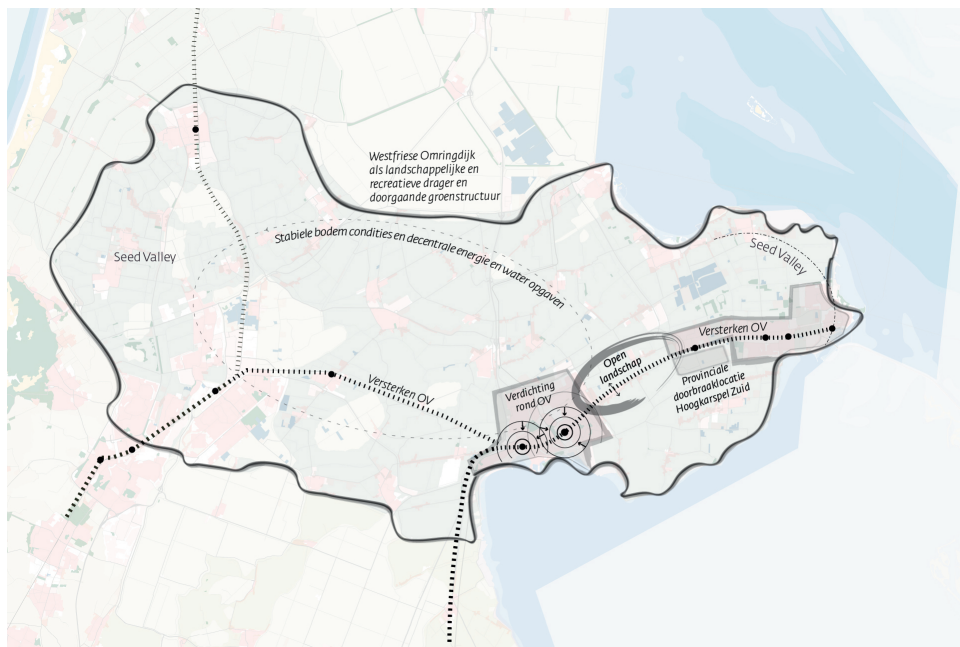 Westfriese Omringdijk
als landschappelijke en
recreatieve drager en
doorgaande groenstructuur
Stabiele bodem condities en decentrale energie en water opgaven
Seed Valley
Seed Valley
Versterken OV
Open
landschap
Provinciale
doorbraaklocatie
Hoogkarspel Zuid
Versterken OV
Verdichting
rond OV